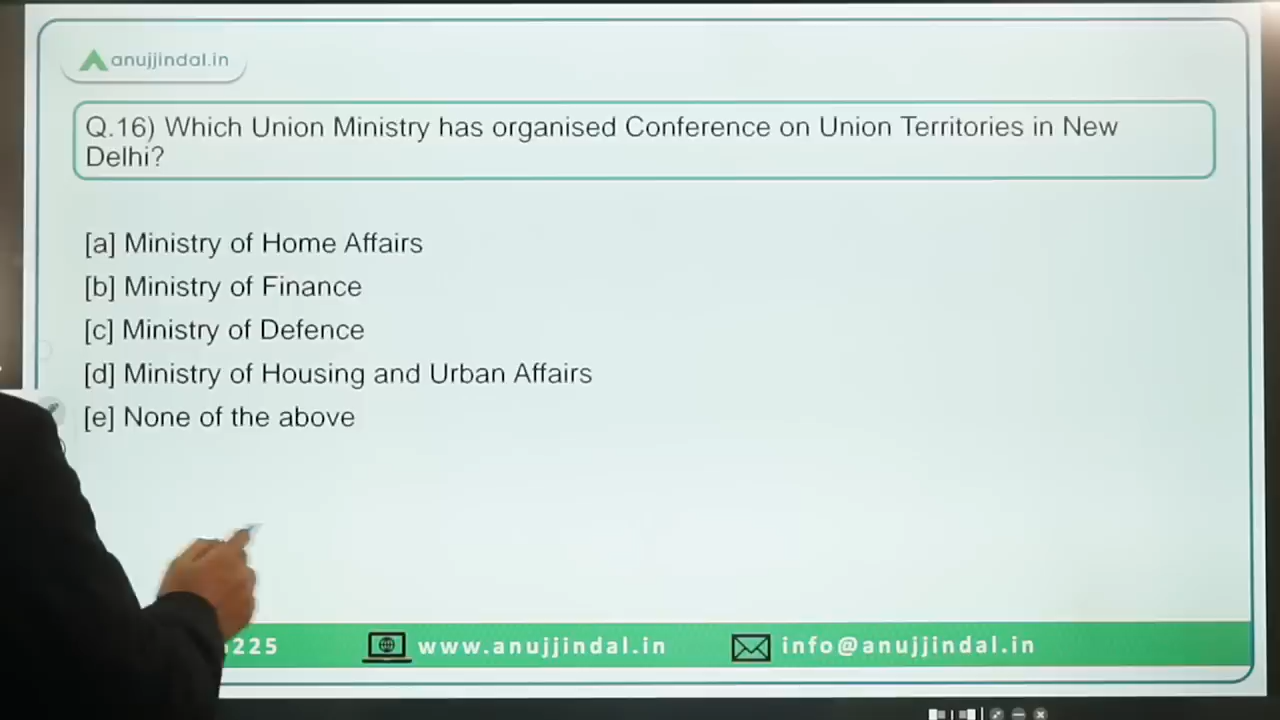 anujjindal.in
Q.16) Which Union Ministry has organised Conference on Union Territories in New
Delhi?
[a] Ministry of Home Affairs
[b] Ministry of Finance
[c] Ministry of Defence
[d] Ministry of Housing and Urban Affairs
[e] None of the above
225
www.anujjindal.in
info@anujjindal.in